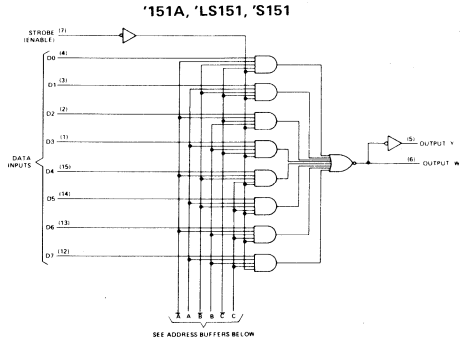 '151A, 'LS151, 'S151
STROBE (7)
(ENABLE)
D0 (4)
D1 (3)
D2 (2)
D3 (1)
DATA
INPUTS
D4 (15)
D5 (14)
D6 (13)
D7 (12)
(5) OUTPUT Y
(6) OUTPUT W
A̅ A B̅ B C̅ C
SEE ADDRESS BUFFERS BELOW